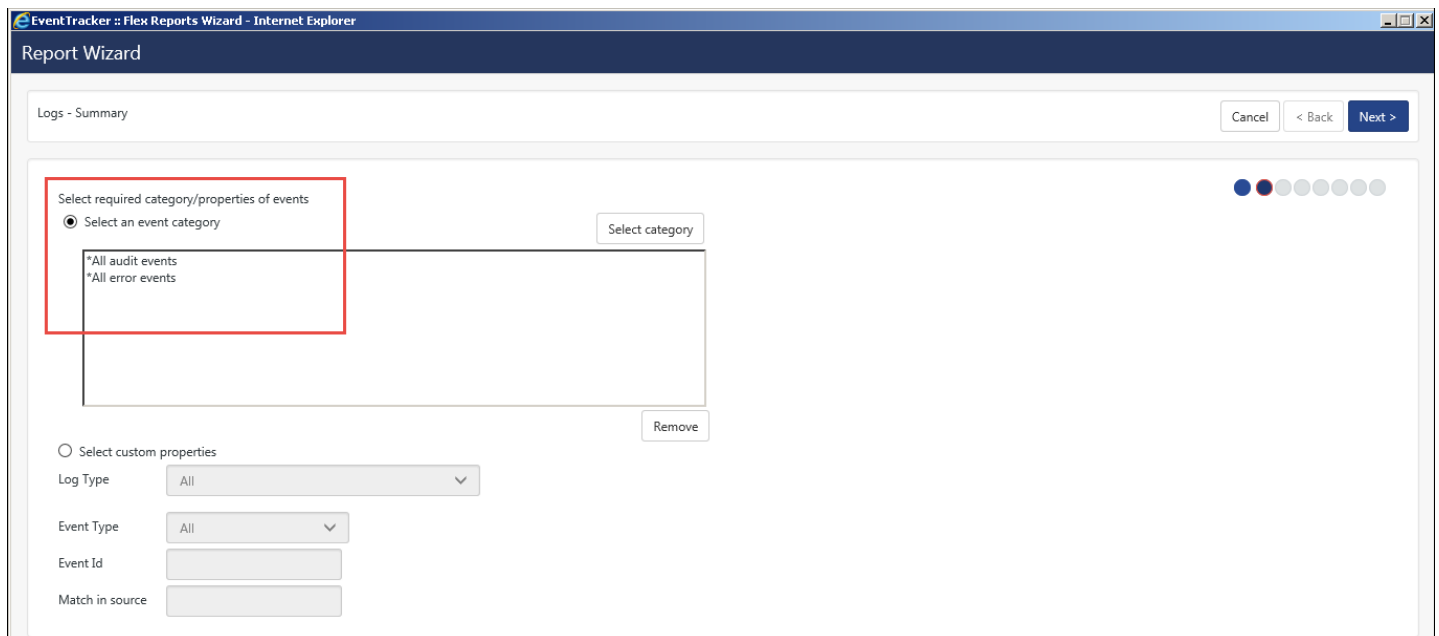 EventTracker :: Flex Reports Wizard - Internet Explorer
Report Wizard
Logs - Summary
Cancel
< Back
Next >
Select required category/properties of events
Select an event category
Select category
*All audit events
*All error events
Remove
Select custom properties
Log Type
All
Event Type
All
Event Id
Match in source